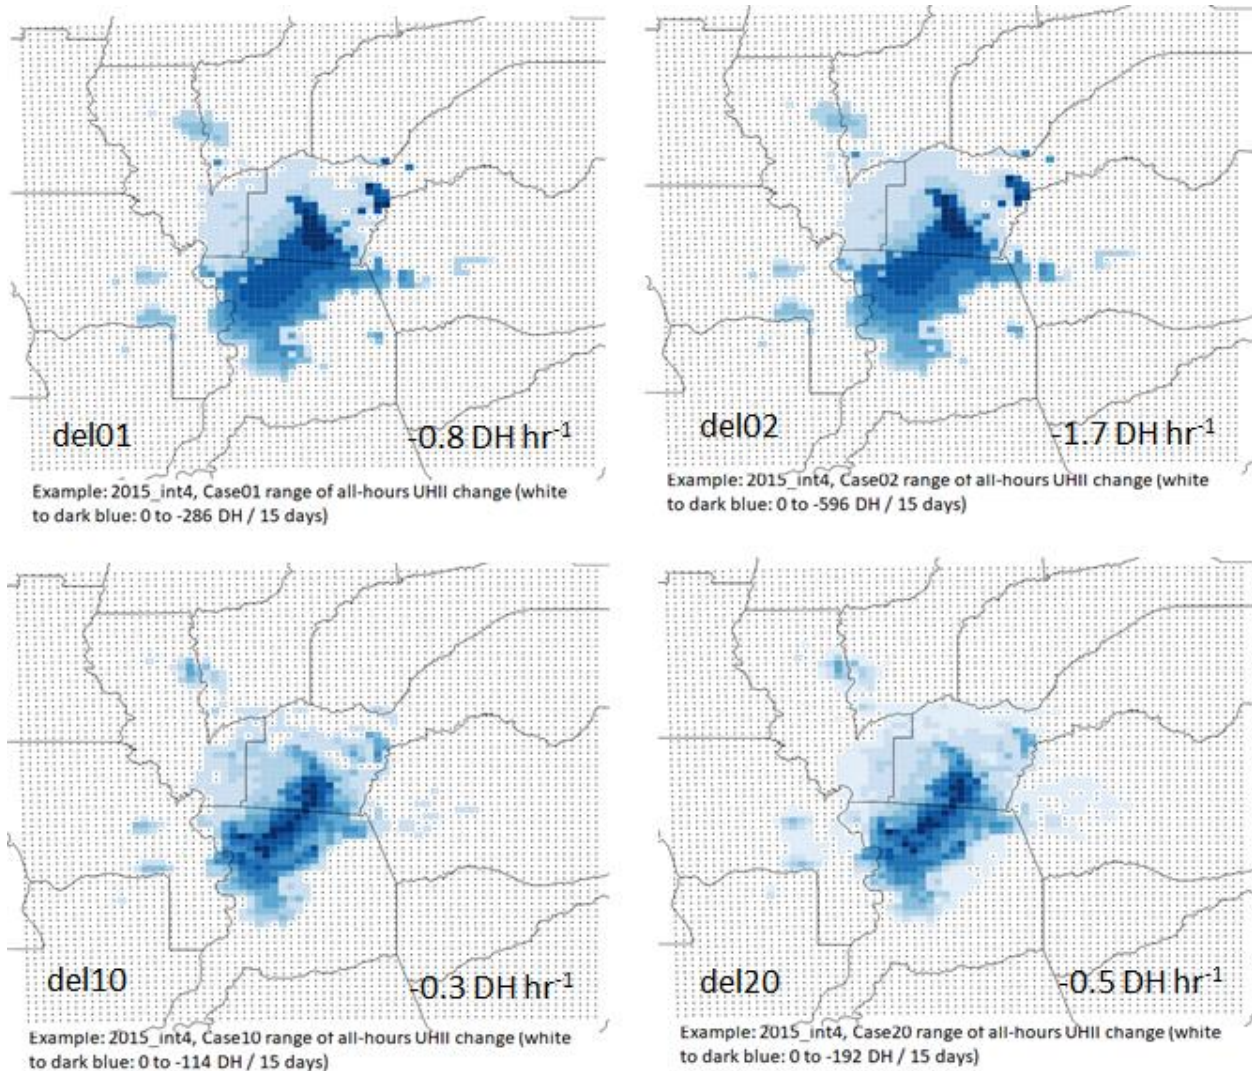 del01
-0.8 DH hr⁻¹
Example: 2015_int4, Case01 range of all-hours UHII change (white
to dark blue: 0 to -286 DH / 15 days)
del02
-1.7 DH hr⁻¹
Example: 2015_int4, Case02 range of all-hours UHII change (white
to dark blue: 0 to -596 DH / 15 days)
del10
-0.3 DH hr⁻¹
Example: 2015_int4, Case10 range of all-hours UHII change (white
to dark blue: 0 to -114 DH / 15 days)
del20
-0.5 DH hr⁻¹
Example: 2015_int4, Case20 range of all-hours UHII change (white
to dark blue: 0 to -192 DH / 15 days)